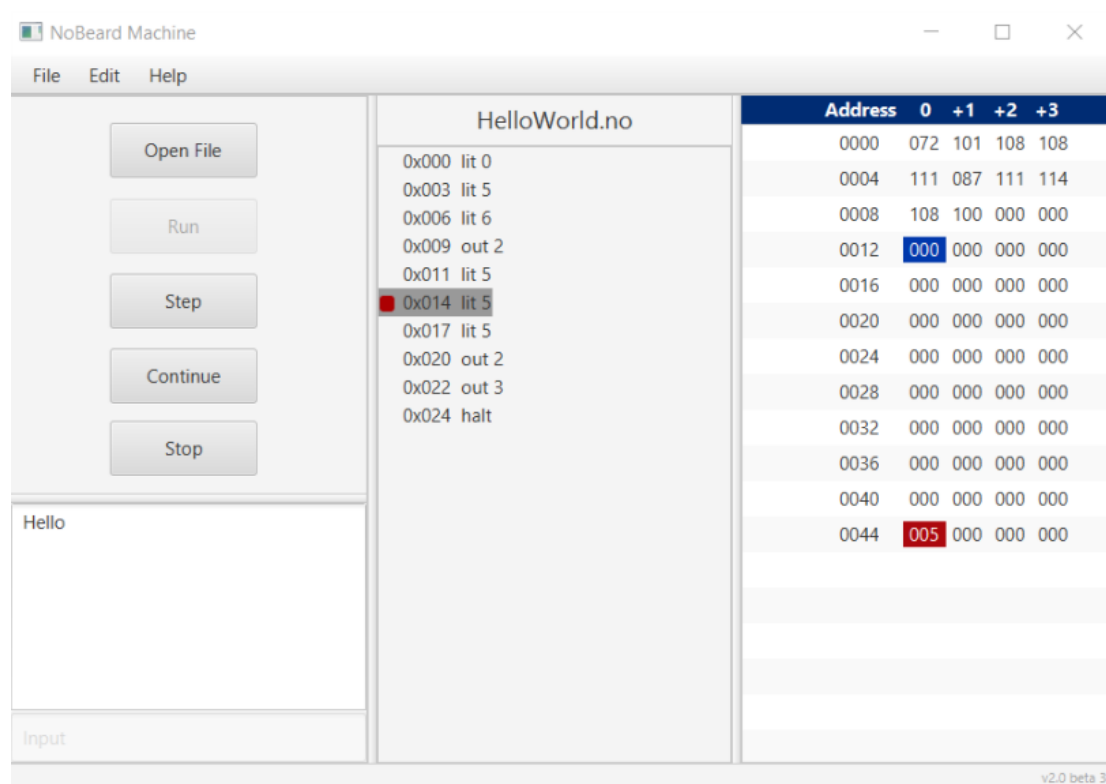 NoBeard Machine
File Edit Help
Open File
Run
Step
Continue
Stop
Hello
Input
HelloWorld.no
0x000 lit 0
0x003 lit 5
0x006 lit 6
0x009 out 2
0x011 lit 5
0x014 lit 5
0x017 lit 5
0x020 out 2
0x022 out 3
0x024 halt
Address 0 +1 +2 +3
0000 072 101 108 108
0004 111 087 111 114
0008 108 100 000 000
0012 000 000 000 000
0016 000 000 000 000
0020 000 000 000 000
0024 000 000 000 000
0028 000 000 000 000
0032 000 000 000 000
0036 000 000 000 000
0040 000 000 000 000
0044 005 000 000 000
v2.0 beta 3